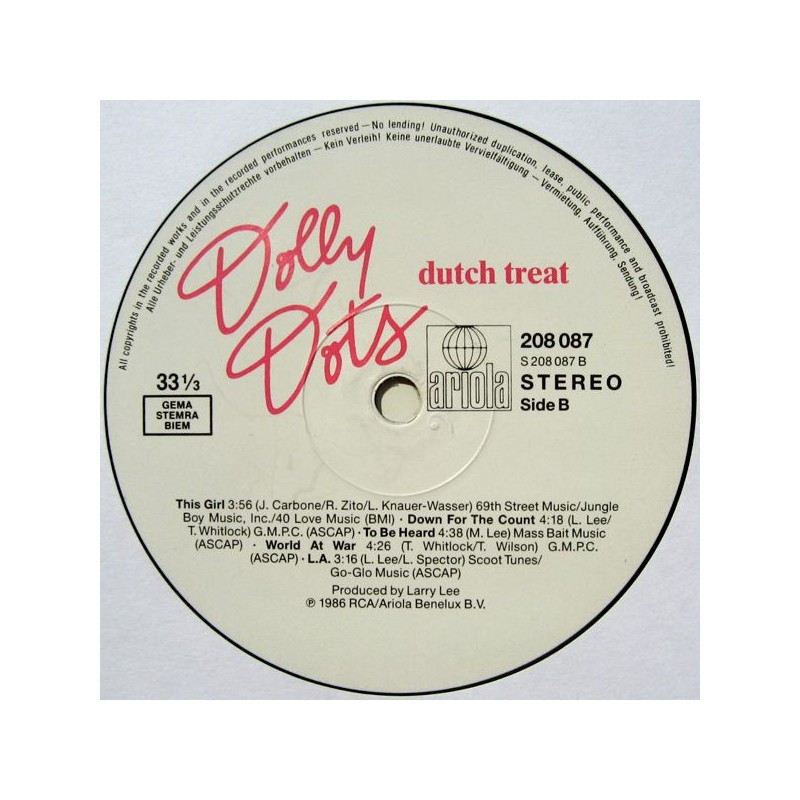 All copyrights in the recorded works and in the recorded performances reserved – No lending! Unauthorized duplication, lease, public performance and broadcast prohibited!
Alle Urheber- und Leistungsschutzrechte vorbehalten – Kein Verleih! Keine unerlaubte Vervielfältigung – Vermietung, Aufführung, Sendung!
Dolly
Dots
dutch treat
ariola
208 087
S 208 087 B
STEREO
Side B
33 1/3
GEMA
STEMRA
BIEM
This Girl 3:56 (J. Carbone/R. Zito/L. Knauer-Wasser) 69th Street Music/Jungle
Boy Music, Inc./40 Love Music (BMI) · Down For The Count 4:18 (L. Lee/
T. Whitlock) G.M.P.C. (ASCAP) · To Be Heard 4:38 (M. Lee) Mass Bait Music
(ASCAP) · World At War 4:26 (T. Whitlock/T. Wilson) G.M.P.C.
(ASCAP) · L.A. 3:16 (L. Lee/L. Spector) Scoot Tunes/
Go-Glo Music (ASCAP)
Produced by Larry Lee
℗ 1986 RCA/Ariola Benelux B.V.